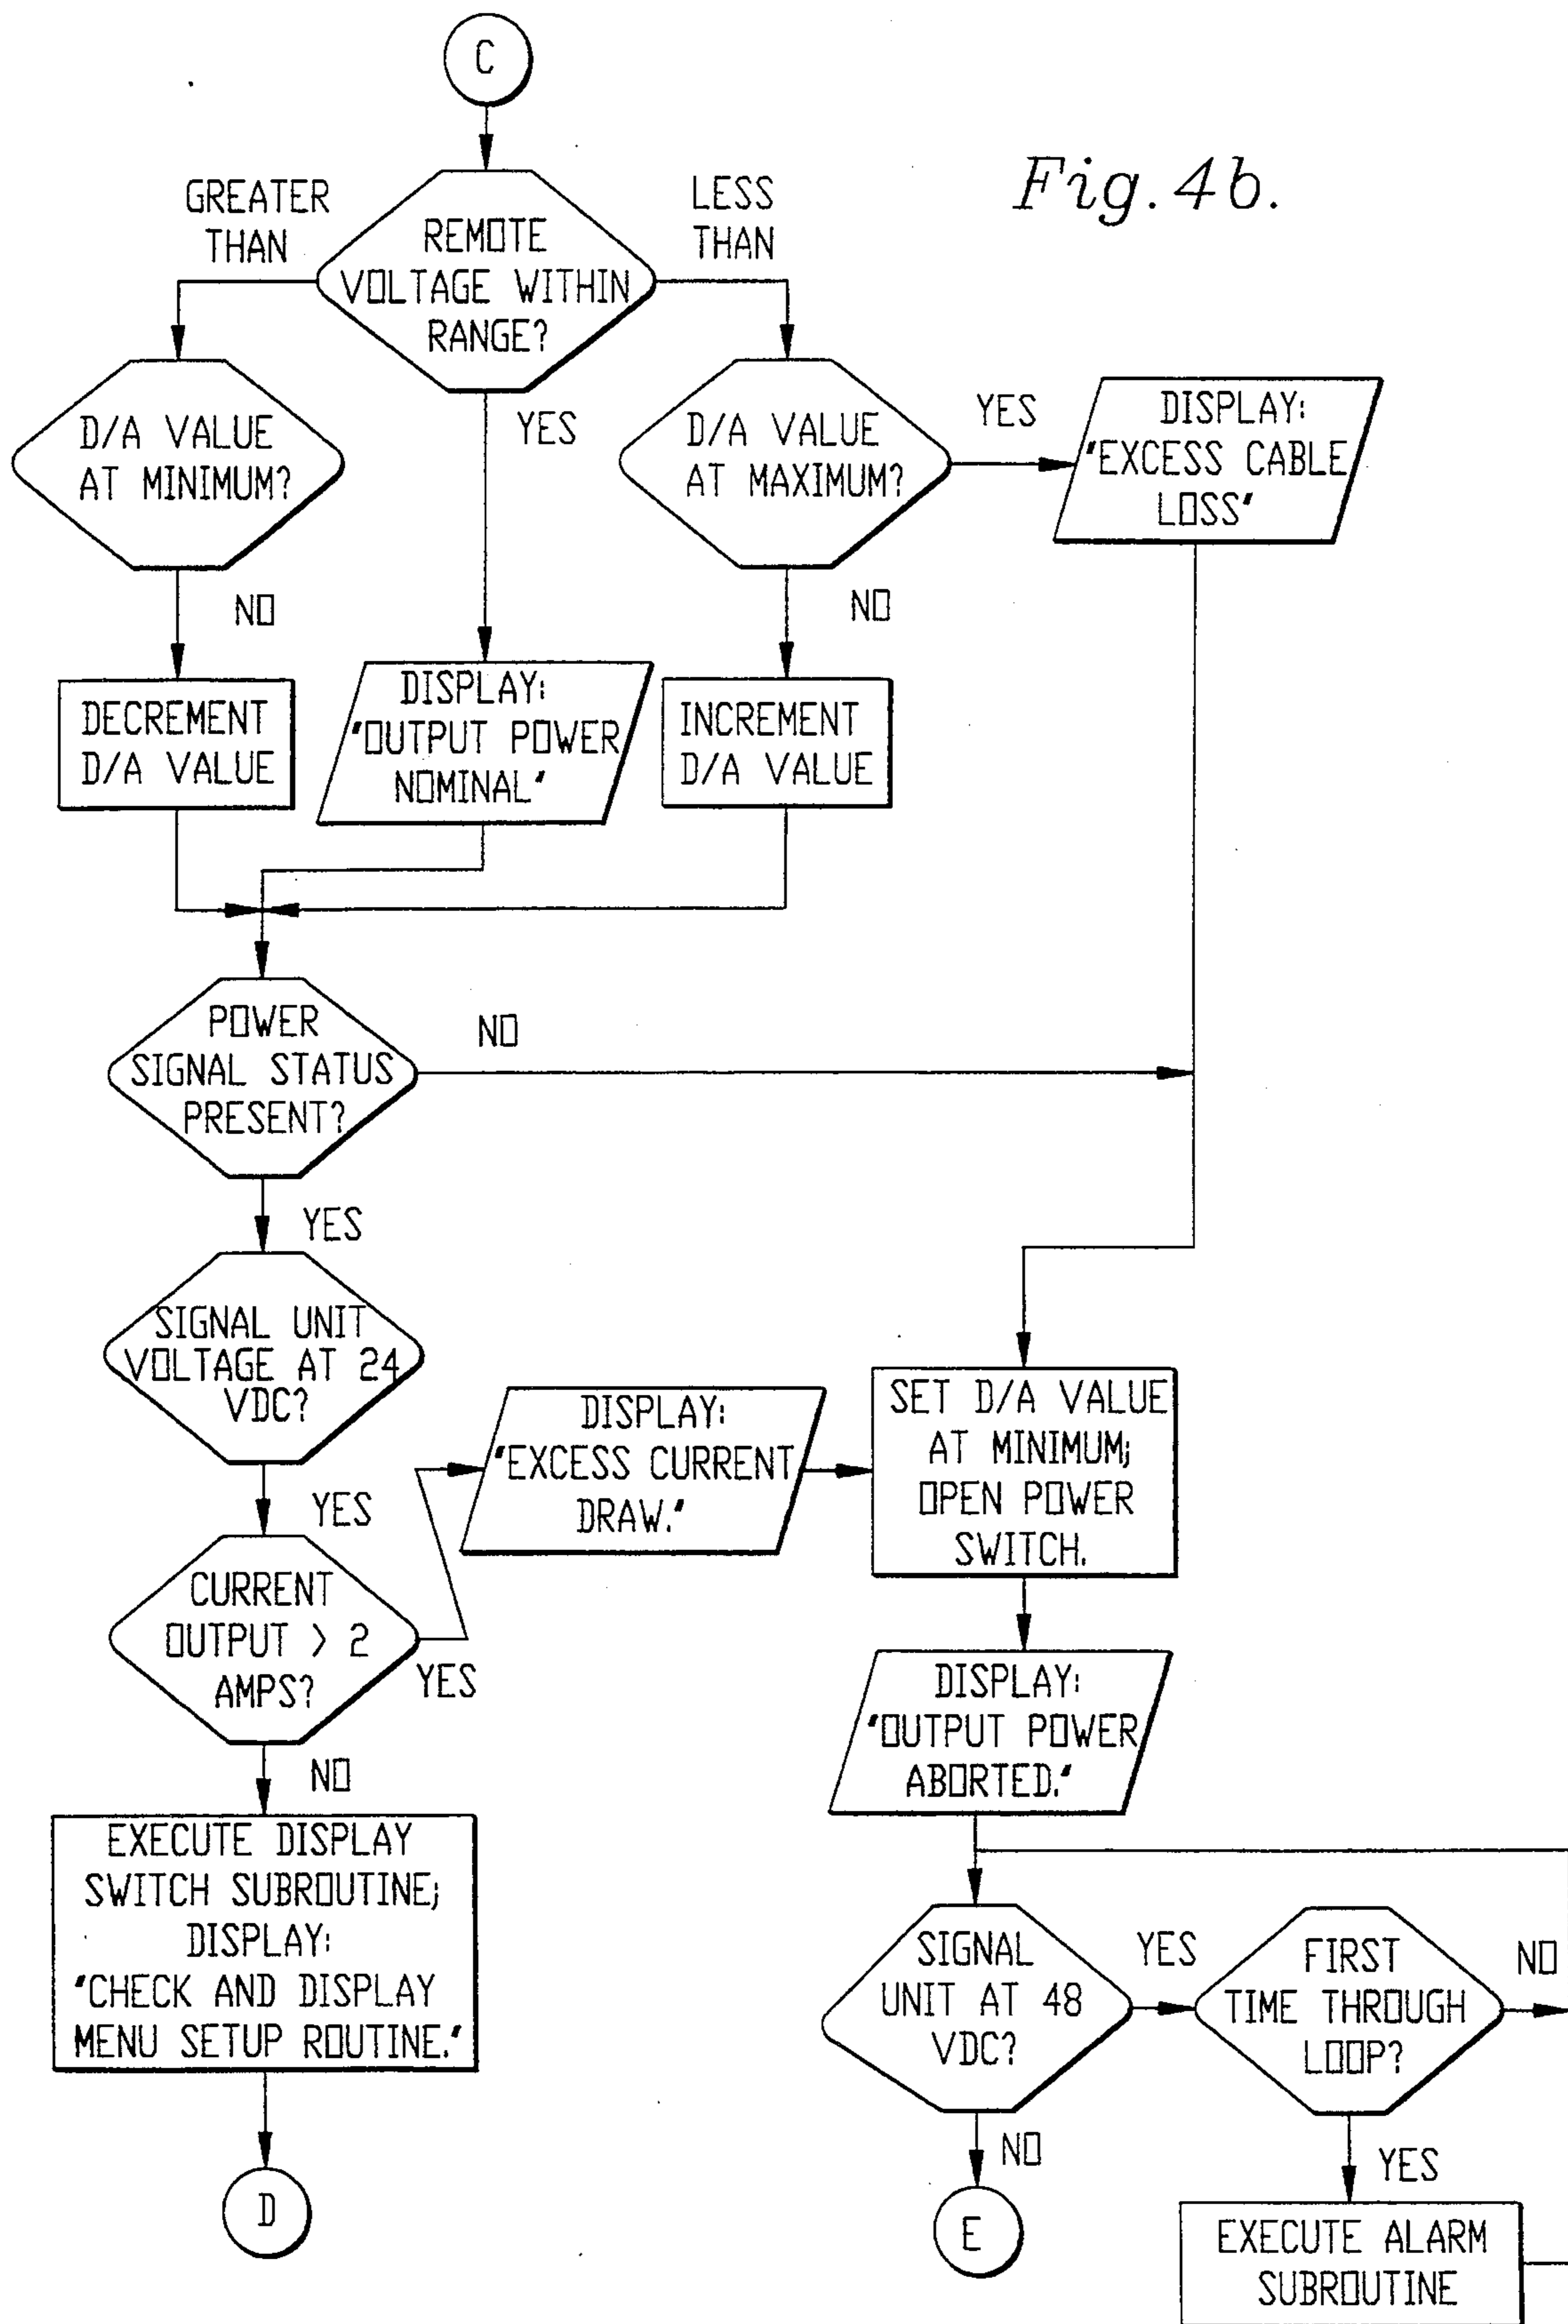 C
Fig. 4b.
GREATER
THAN
REMOTE
VOLTAGE WITHIN
RANGE?
LESS
THAN
D/A VALUE
AT MINIMUM?
YES
D/A VALUE
AT MAXIMUM?
YES
DISPLAY:
"EXCESS CABLE
LOSS"
NO
NO
DECREMENT
D/A VALUE
DISPLAY:
"OUTPUT POWER
NOMINAL"
INCREMENT
D/A VALUE
POWER
SIGNAL STATUS
PRESENT?
NO
YES
SIGNAL UNIT
VOLTAGE AT 24
VDC?
YES
DISPLAY:
"EXCESS CURRENT
DRAW."
SET D/A VALUE
AT MINIMUM;
OPEN POWER
SWITCH.
CURRENT
OUTPUT > 2
AMPS?
YES
NO
DISPLAY:
"OUTPUT POWER
ABORTED."
EXECUTE DISPLAY
SWITCH SUBROUTINE;
DISPLAY:
"CHECK AND DISPLAY
MENU SETUP ROUTINE."
SIGNAL
UNIT AT 48
VDC?
YES
FIRST
TIME THROUGH
LOOP?
NO
NO
YES
D
E
EXECUTE ALARM
SUBROUTINE